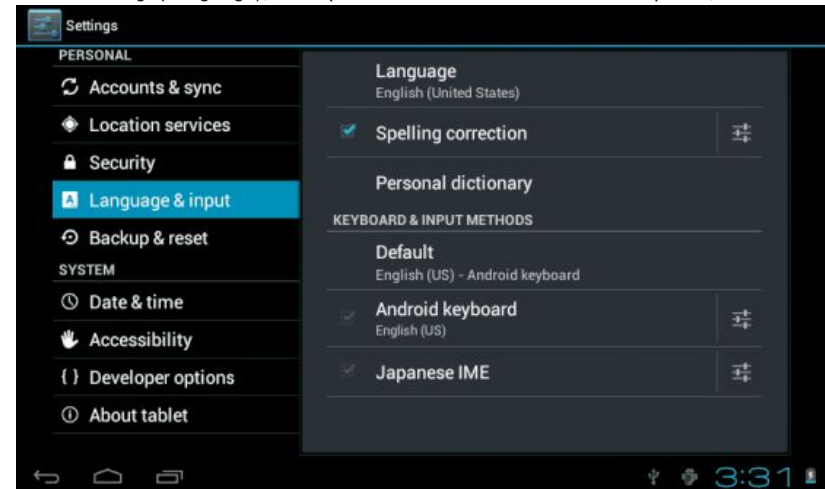 Settings
PERSONAL
Accounts & sync
Location services
Security
Language & input
Backup & reset
SYSTEM
Date & time
Accessibility
{ } Developer options
About tablet
Language
English (United States)
Spelling correction
Personal dictionary
KEYBOARD & INPUT METHODS
Default
English (US) - Android keyboard
Android keyboard
English (US)
Japanese IME
3:31